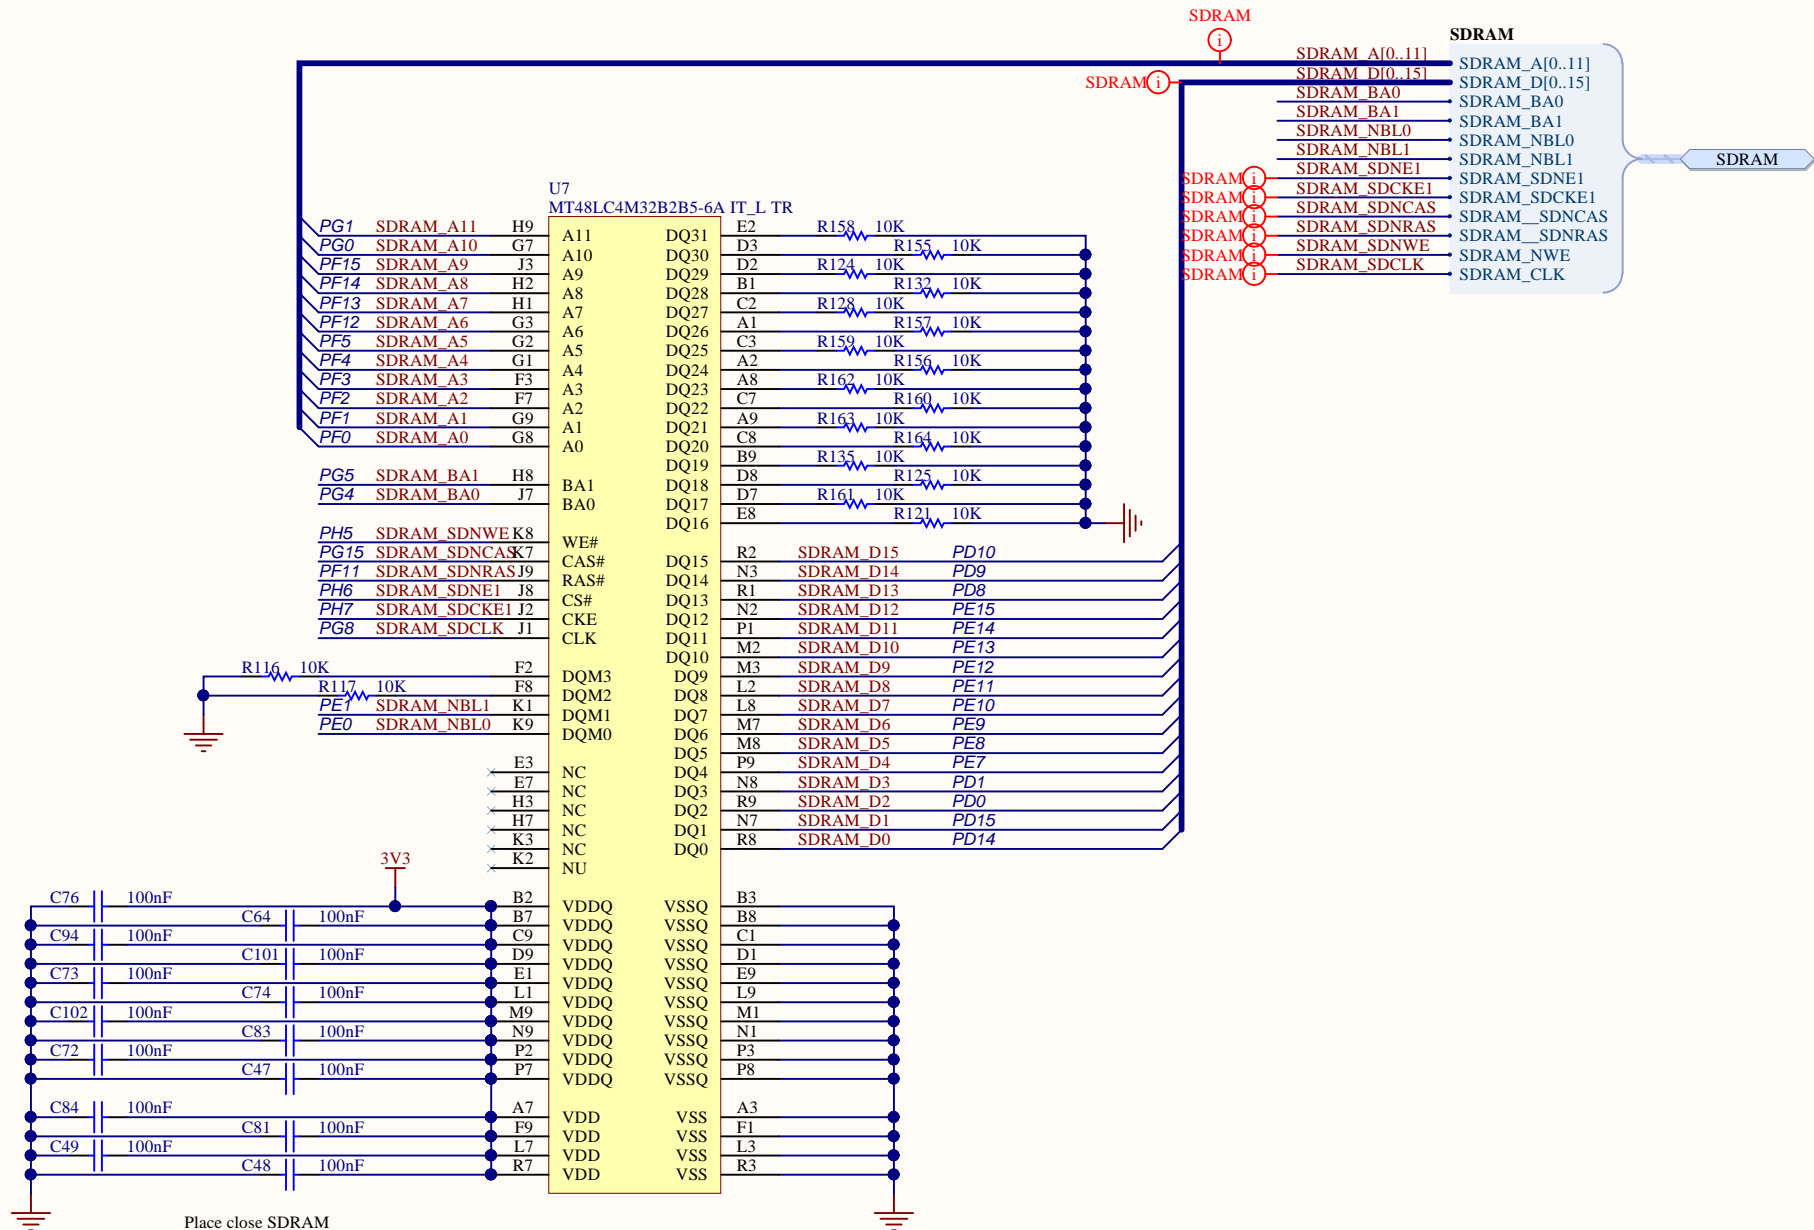 SDRAM
SDRAM
SDRAM_A[0..11] SDRAM_A[0..11]
SDRAM SDRAM_D[0..15] SDRAM_D[0..15]
SDRAM_BA0 SDRAM_BA0
SDRAM_BA1 SDRAM_BA1
SDRAM_NBL0 SDRAM_NBL0
SDRAM_NBL1 SDRAM_NBL1 SDRAM
SDRAM SDRAM_SDNE1 SDRAM_SDNE1
SDRAM SDRAM_SDCKE1 SDRAM_SDCKE1
SDRAM SDRAM_SDNCAS SDRAM__SDNCAS
SDRAM SDRAM_SDNRAS SDRAM__SDNRAS
SDRAM SDRAM_SDNWE SDRAM_NWE
SDRAM SDRAM_SDCLK SDRAM_CLK
U7
MT48LC4M32B2B5-6A IT_L TR
PG1 SDRAM_A11 H9 A11 DQ31 E2 R158 10K
PG0 SDRAM_A10 G7 A10 DQ30 D3 R155 10K
PF15 SDRAM_A9 J3 A9 DQ29 D2 R124 10K
PF14 SDRAM_A8 H2 A8 DQ28 B1 R132 10K
PF13 SDRAM_A7 H1 A7 DQ27 C2 R128 10K
PF12 SDRAM_A6 G3 A6 DQ26 A1 R157 10K
PF5 SDRAM_A5 G2 A5 DQ25 C3 R159 10K
PF4 SDRAM_A4 G1 A4 DQ24 A2 R156 10K
PF3 SDRAM_A3 F3 A3 DQ23 A8 R162 10K
PF2 SDRAM_A2 F7 A2 DQ22 C7 R160 10K
PF1 SDRAM_A1 G9 A1 DQ21 A9 R163 10K
PF0 SDRAM_A0 G8 A0 DQ20 C8 R164 10K
DQ19 B9 R135 10K
PG5 SDRAM_BA1 H8 BA1 DQ18 D8 R125 10K
PG4 SDRAM_BA0 J7 BA0 DQ17 D7 R161 10K
DQ16 E8 R121 10K
PH5 SDRAM_SDNWE K8 WE#
PG15 SDRAM_SDNCAS K7 CAS# DQ15 R2 SDRAM_D15 PD10
PF11 SDRAM_SDNRAS J9 RAS# DQ14 N3 SDRAM_D14 PD9
PH6 SDRAM_SDNE1 J8 CS# DQ13 R1 SDRAM_D13 PD8
PH7 SDRAM_SDCKE1 J2 CKE DQ12 N2 SDRAM_D12 PE15
PG8 SDRAM_SDCLK J1 CLK DQ11 P1 SDRAM_D11 PE14
DQ10 M2 SDRAM_D10 PE13
R116 10K F2 DQM3 DQ9 M3 SDRAM_D9 PE12
R117 10K F8 DQM2 DQ8 L2 SDRAM_D8 PE11
PE1 SDRAM_NBL1 K1 DQM1 DQ7 L8 SDRAM_D7 PE10
PE0 SDRAM_NBL0 K9 DQM0 DQ6 M7 SDRAM_D6 PE9
DQ5 M8 SDRAM_D5 PE8
E3 NC DQ4 P9 SDRAM_D4 PE7
E7 NC DQ3 N8 SDRAM_D3 PD1
H3 NC DQ2 R9 SDRAM_D2 PD0
H7 NC DQ1 N7 SDRAM_D1 PD15
K3 NC DQ0 R8 SDRAM_D0 PD14
K2 NU
3V3
C76 100nF B2 VDDQ VSSQ B3
C64 100nF B7 VDDQ VSSQ B8
C94 100nF C9 VDDQ VSSQ C1
C101 100nF D9 VDDQ VSSQ D1
C73 100nF E1 VDDQ VSSQ E9
C74 100nF L1 VDDQ VSSQ L9
C102 100nF M9 VDDQ VSSQ M1
C83 100nF N9 VDDQ VSSQ N1
C72 100nF P2 VDDQ VSSQ P3
C47 100nF P7 VDDQ VSSQ P8
C84 100nF A7 VDD VSS A3
C81 100nF F9 VDD VSS F1
C49 100nF L7 VDD VSS L3
C48 100nF R7 VDD VSS R3
Place close SDRAM